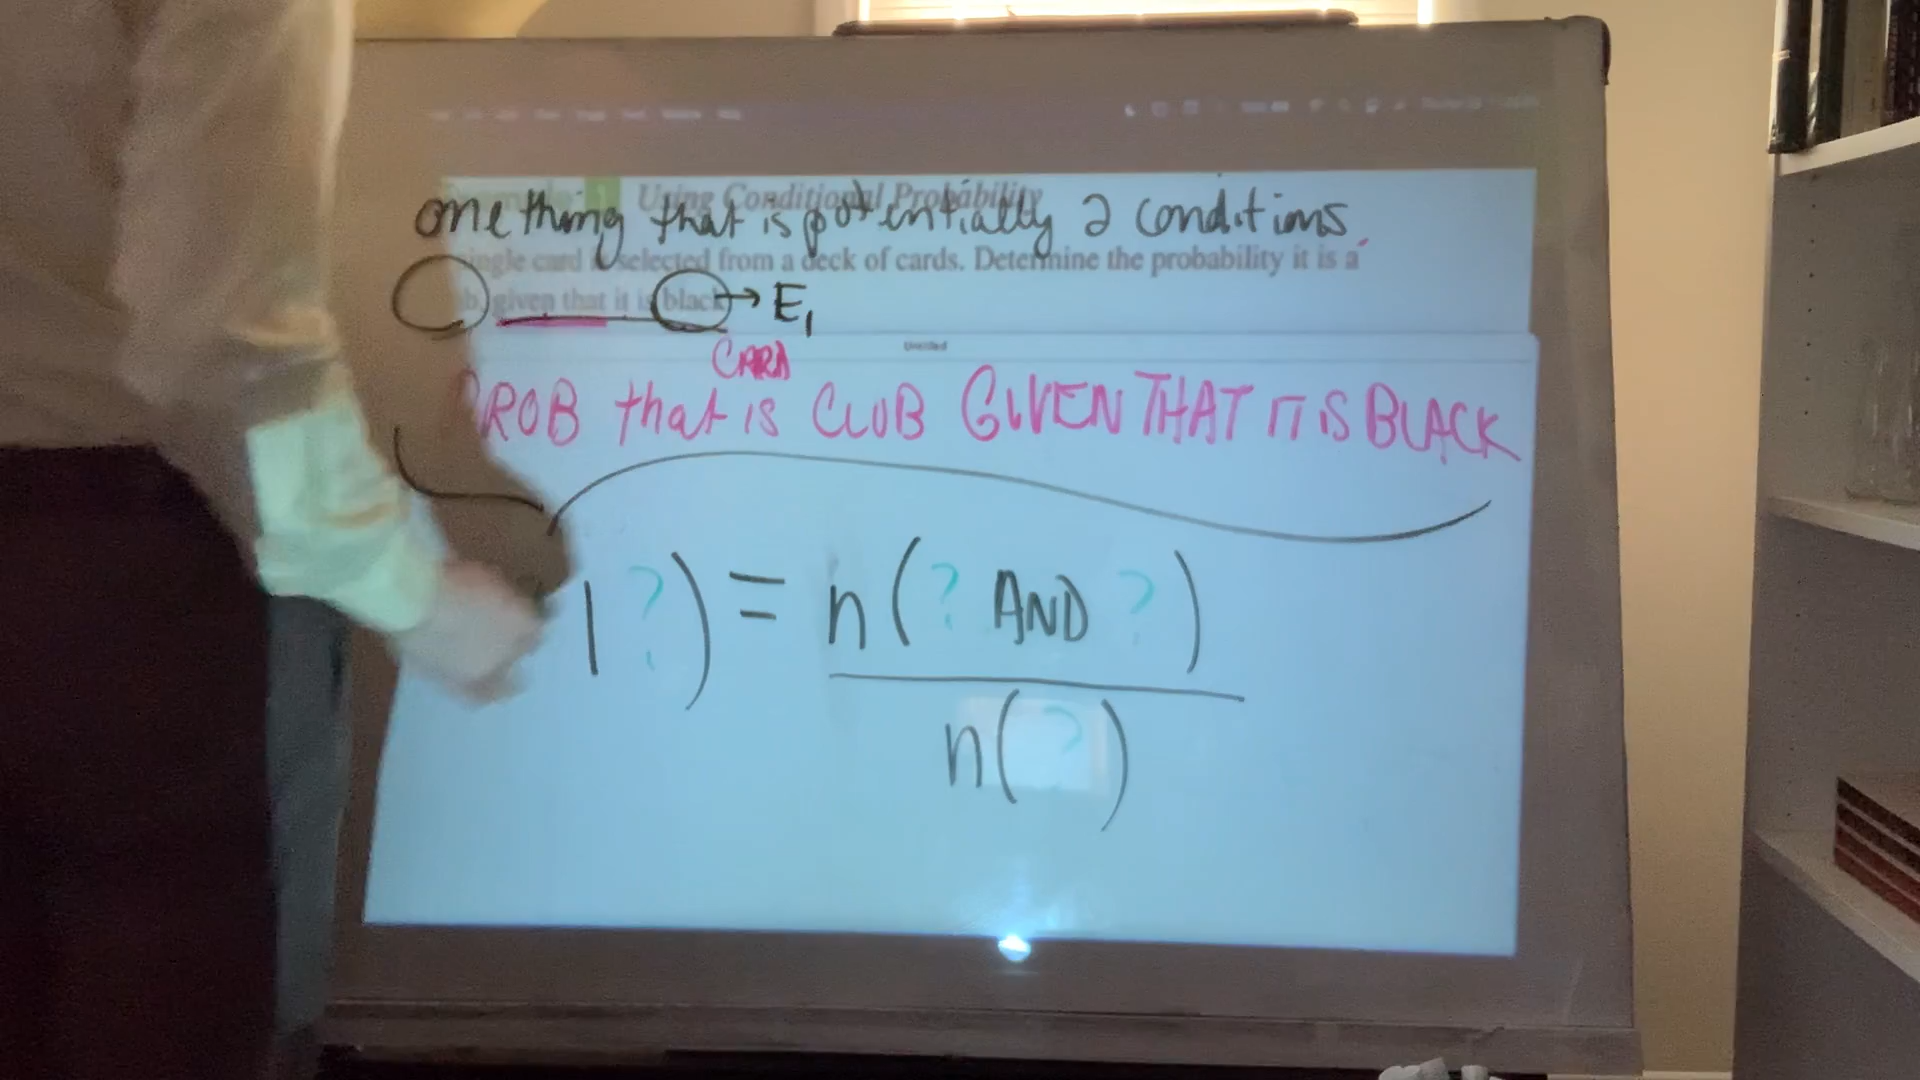 Using Conditional Probability
one thing that is potentially 2 conditions
single card is selected from a deck of cards. Determine the probability it is a
given that it is black → E₁
CARD
PROB that is CLUB GIVEN THAT IT IS BLACK
| ?) = n(? AND ?)
n(?)